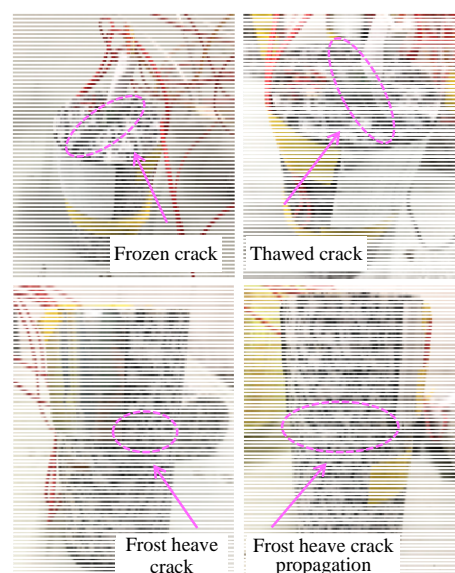 Frozen crack
Thawed crack
Frost heave
crack
Frost heave crack
propagation